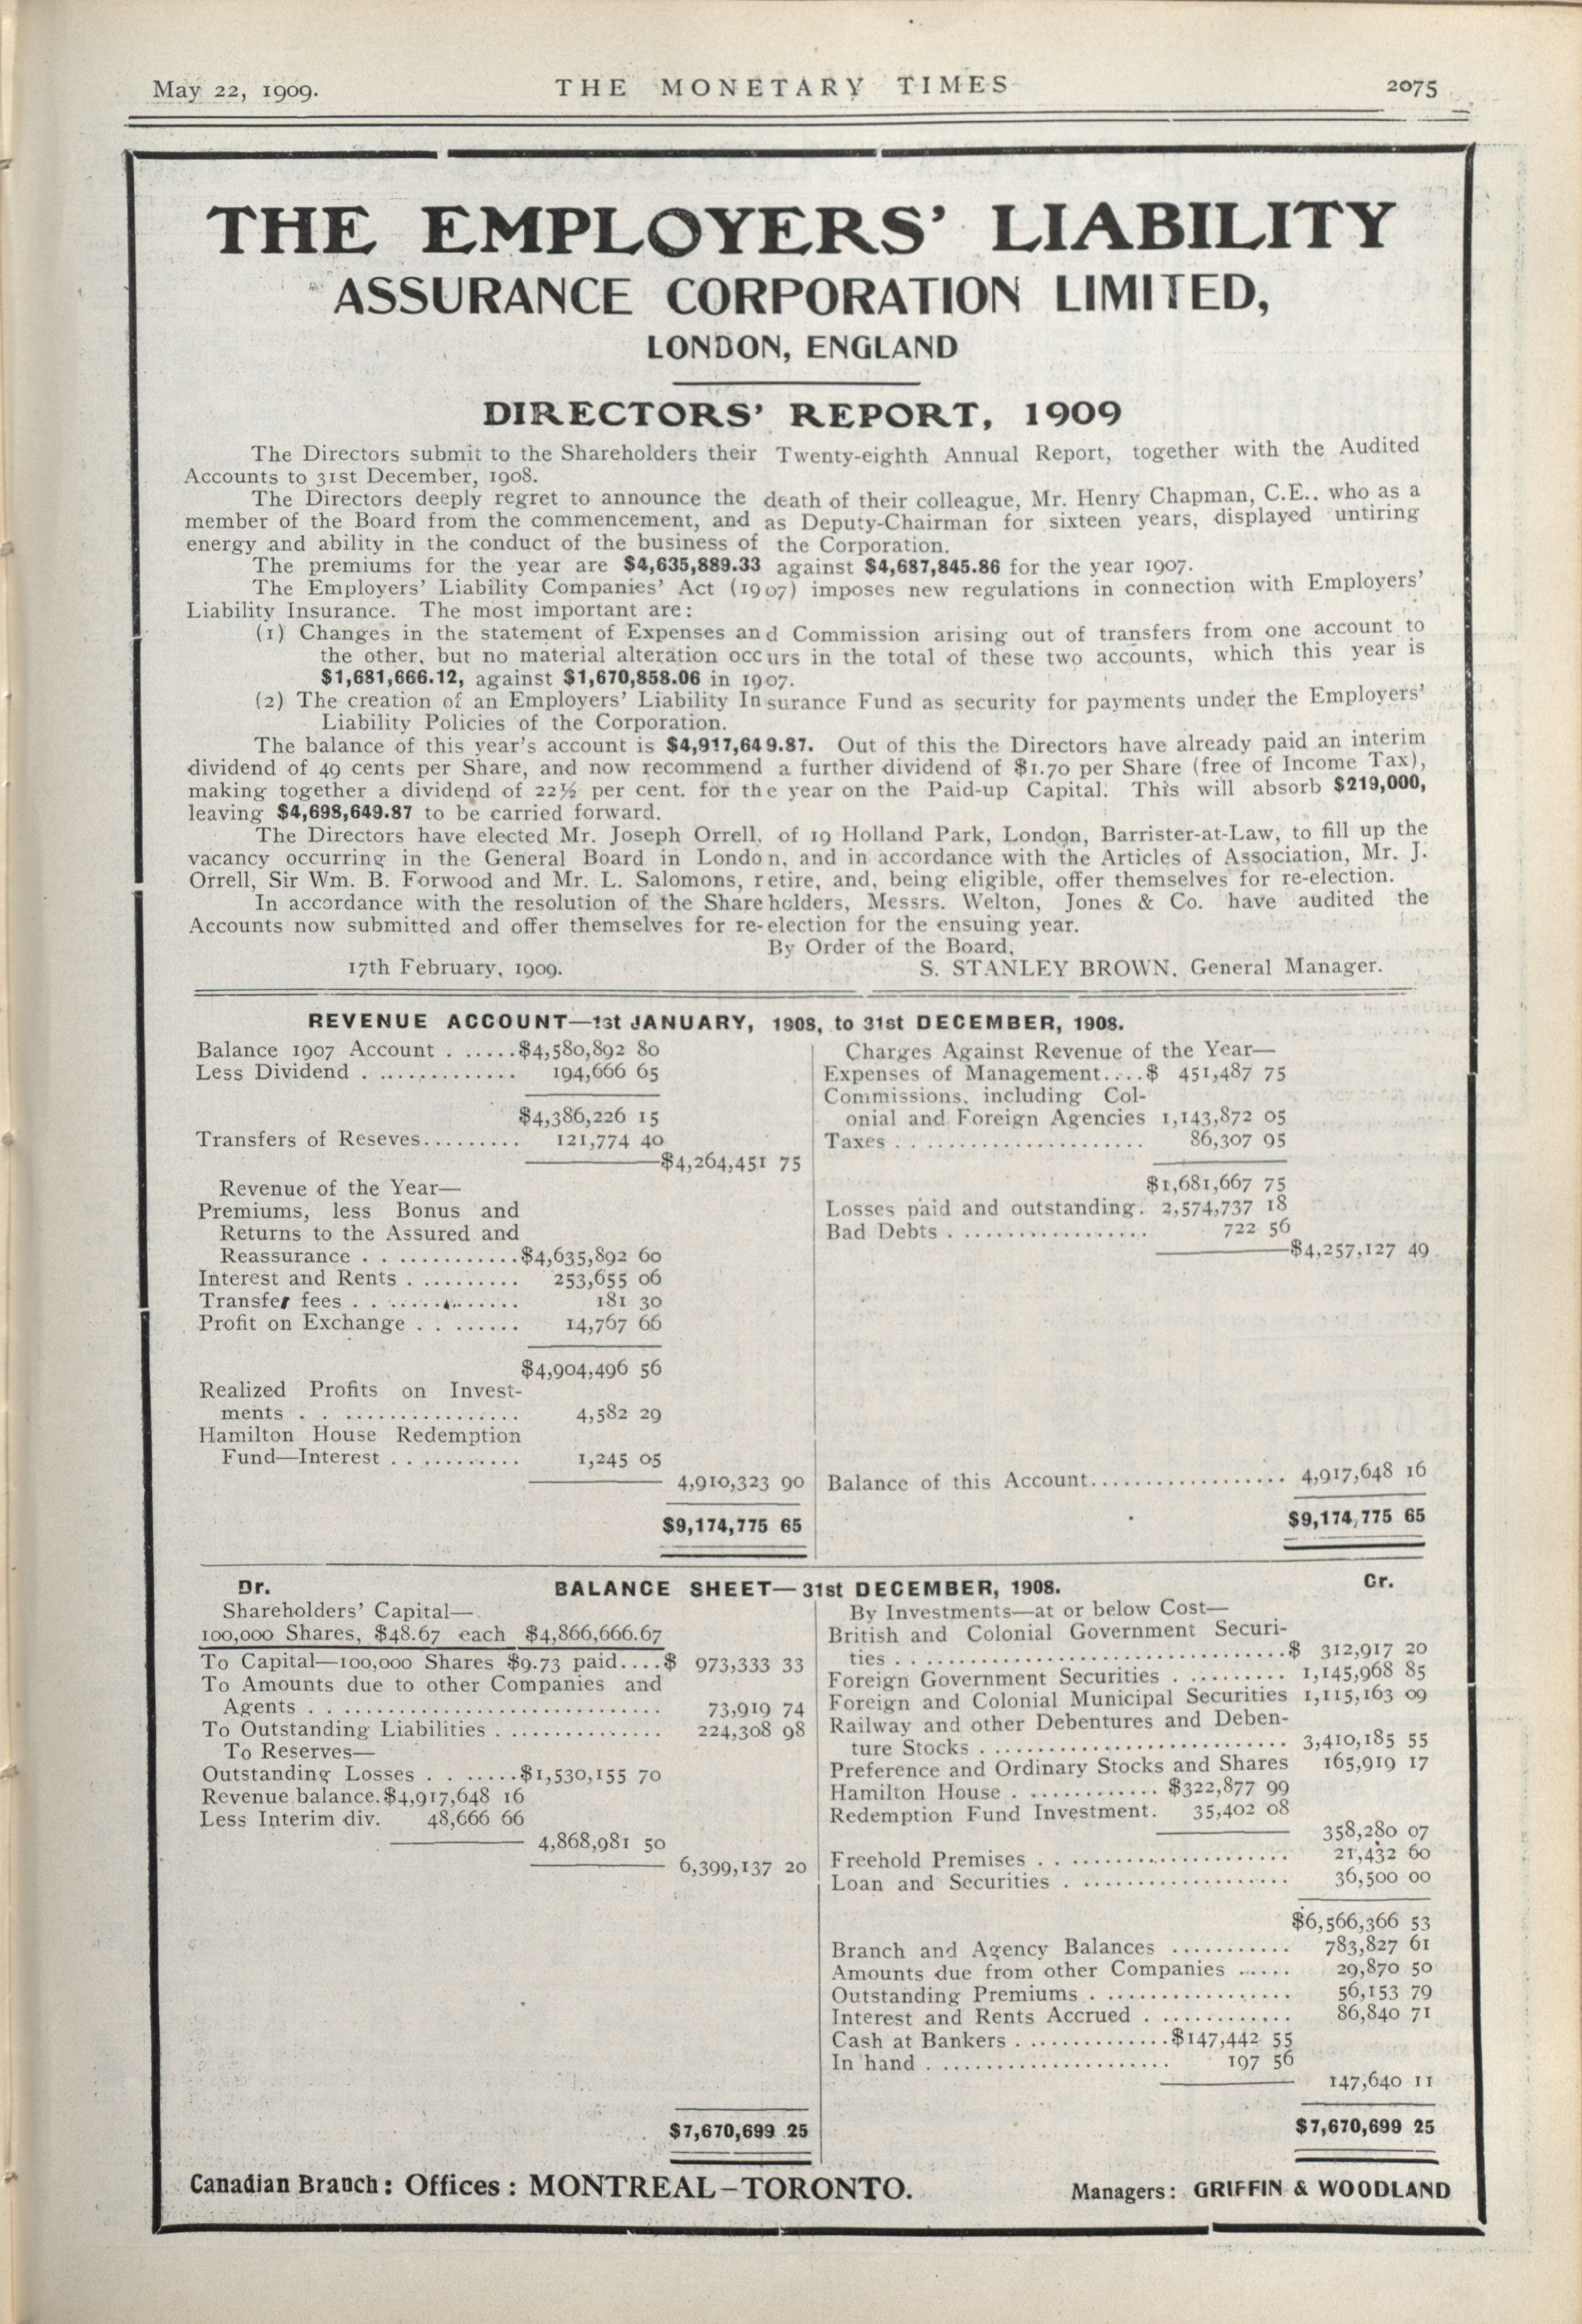 May 22, 1909.
THE MONETARY TIMES
2075
THE EMPLOYERS' LIABILITY
ASSURANCE CORPORATION LIMITED,
LONDON, ENGLAND
DIRECTORS' REPORT, 1909
The Directors submit to the Shareholders their Twenty-eighth Annual Report, together with the Audited
Accounts to 31st December, 1908.
The Directors deeply regret to announce the death of their colleague, Mr. Henry Chapman, C.E., who as a
member of the Board from the commencement, and as Deputy-Chairman for sixteen years, displayed untiring
energy and ability in the conduct of the business of the Corporation.
The premiums for the year are $4,635,889.33 against $4,687,845.86 for the year 1907.
The Employers' Liability Companies' Act (1907) imposes new regulations in connection with Employers'
Liability Insurance. The most important are:
(1) Changes in the statement of Expenses and Commission arising out of transfers from one account to
the other, but no material alteration occurs in the total of these two accounts, which this year is
$1,681,666.12, against $1,670,858.06 in 1907.
(2) The creation of an Employers' Liability Insurance Fund as security for payments under the Employers'
Liability Policies of the Corporation.
The balance of this year's account is $4,917,649.87. Out of this the Directors have already paid an interim
dividend of 49 cents per Share, and now recommend a further dividend of $1.70 per Share (free of Income Tax),
making together a dividend of 22½ per cent. for the year on the Paid-up Capital. This will absorb $219,000,
leaving $4,698,649.87 to be carried forward.
The Directors have elected Mr. Joseph Orrell, of 19 Holland Park, London, Barrister-at-Law, to fill up the
vacancy occurring in the General Board in London, and in accordance with the Articles of Association, Mr. J.
Orrell, Sir Wm. B. Forwood and Mr. L. Salomons, retire, and, being eligible, offer themselves for re-election.
In accordance with the resolution of the Shareholders, Messrs. Welton, Jones & Co. have audited the
Accounts now submitted and offer themselves for re-election for the ensuing year.
By Order of the Board,
17th February, 1909.
S. STANLEY BROWN, General Manager.
REVENUE ACCOUNT—1st JANUARY, 1908, to 31st DECEMBER, 1908.
Balance 1907 Account . ......$4,580,892 80
Less Dividend . ............. 194,666 65
$4,386,226 15
Transfers of Reseves......... 121,774 40
$4,264,451 75
Revenue of the Year—
Premiums, less Bonus and
Returns to the Assured and
Reassurance . . ............$4,635,892 60
Interest and Rents . ......... 253,655 06
Transfer fees . . ............ 181 30
Profit on Exchange . . ....... 14,767 66
$4,904,496 56
Realized Profits on Invest-
ments . . ................ 4,582 29
Hamilton House Redemption
Fund—Interest . . .......... 1,245 05
4,910,323 90
$9,174,775 65
Charges Against Revenue of the Year—
Expenses of Management....$ 451,487 75
Commissions, including Col-
onial and Foreign Agencies 1,143,872 05
Taxes . . ..................... 86,307 95
$1,681,667 75
Losses paid and outstanding. 2,574,737 18
Bad Debts . ................. 722 56
$4,257,127 49
Balance of this Account.................. 4,917,648 16
$9,174,775 65
Dr.
BALANCE SHEET—31st DECEMBER, 1908.
Cr.
Shareholders' Capital—
100,000 Shares, $48.67 each $4,866,666.67
To Capital—100,000 Shares $9.73 paid....$ 973,333 33
To Amounts due to other Companies and
Agents . . ........................... 73,919 74
To Outstanding Liabilities . .............. 224,308 98
To Reserves—
Outstanding Losses . . ......$1,530,155 70
Revenue balance.$4,917,648 16
Less Interim div. 48,666 66
4,868,981 50
6,399,137 20
$7,670,699 25
By Investments—at or below Cost—
British and Colonial Government Securi-
ties . . ..................................$ 312,917 20
Foreign Government Securities . ......... 1,145,968 85
Foreign and Colonial Municipal Securities 1,115,163 09
Railway and other Debentures and Deben-
ture Stocks . .......................... 3,410,185 55
Preference and Ordinary Stocks and Shares 165,919 17
Hamilton House . ............ $322,877 99
Redemption Fund Investment. 35,402 08
358,280 07
Freehold Premises . . .................... 21,432 60
Loan and Securities . ................... 36,500 00
$6,566,366 53
Branch and Agency Balances ........... 783,827 61
Amounts due from other Companies ..... 29,870 50
Outstanding Premiums . ................. 56,153 79
Interest and Rents Accrued . ............ 86,840 71
Cash at Bankers . .............$147,442 55
In hand . ...................... 197 56
147,640 11
$7,670,699 25
Canadian Branch: Offices: MONTREAL–TORONTO.
Managers: GRIFFIN & WOODLAND